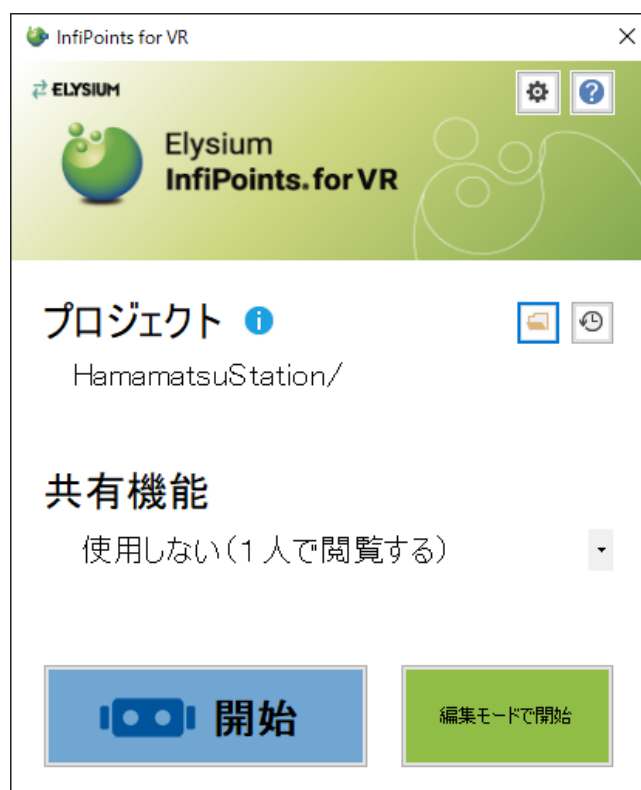 InfiPoints for VR
ELYSIUM
Elysium
InfiPoints.for VR
プロジェクト
HamamatsuStation/
共有機能
使用しない(1人で閲覧する)
開始
編集モードで開始